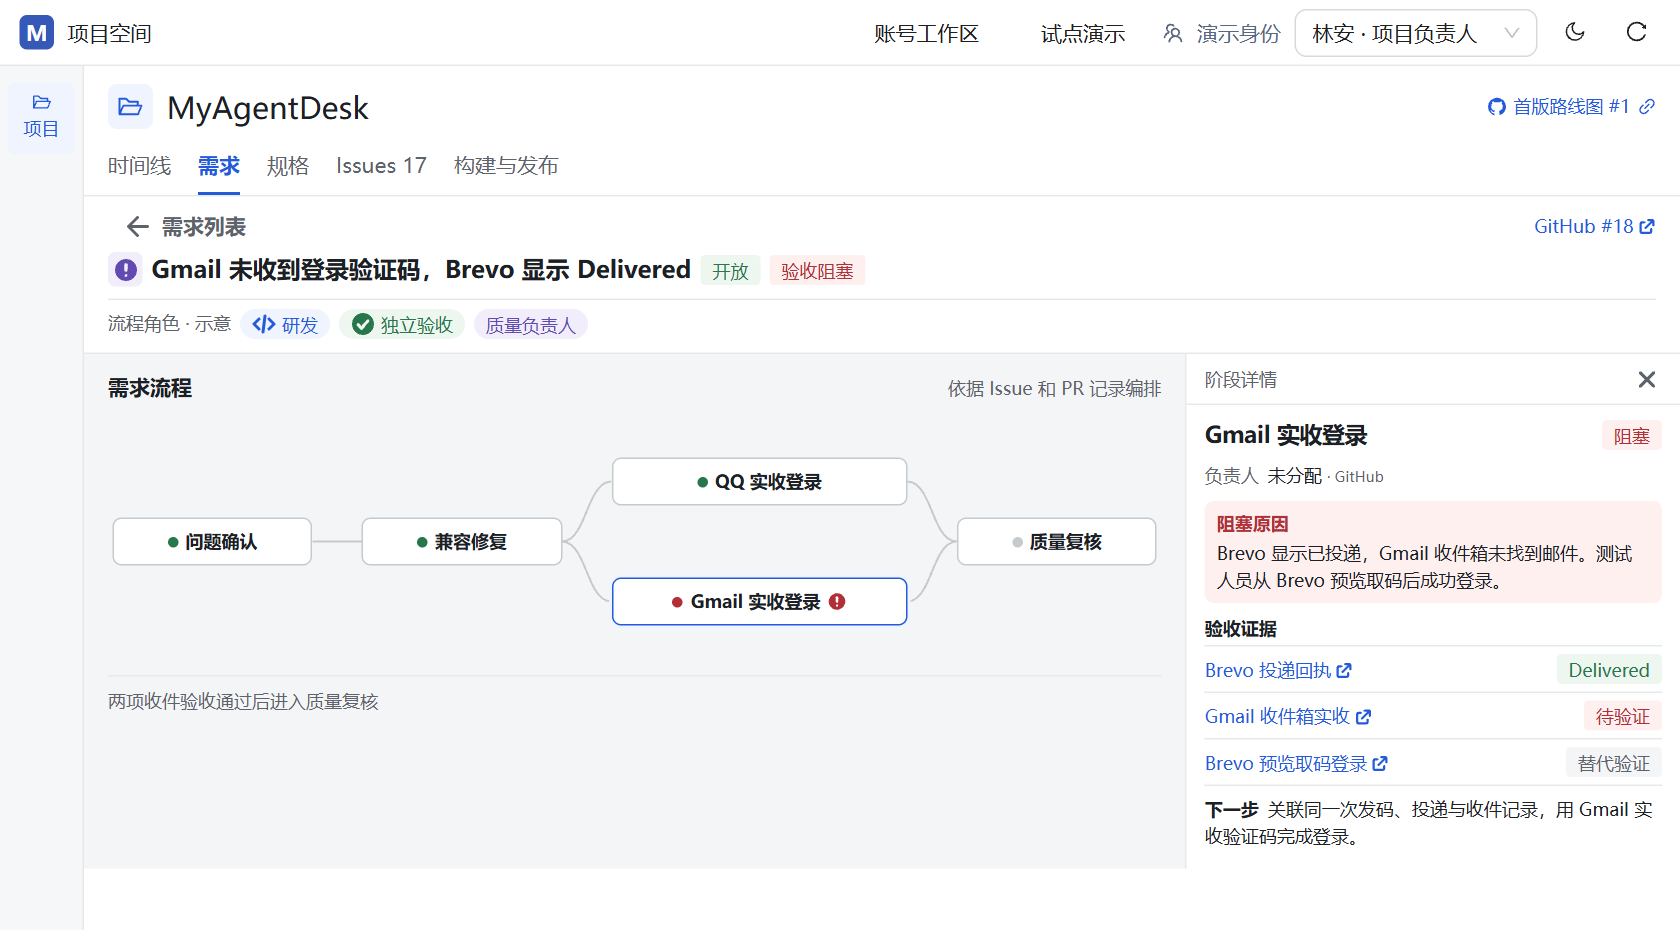 M 项目空间 账号工作区 试点演示 演示身份 林安 · 项目负责人
项目
MyAgentDesk 首版路线图 #1
时间线 需求 规格 Issues 17 构建与发布
需求列表 GitHub #18
Gmail 未收到登录验证码，Brevo 显示 Delivered 开放 验收阻塞
流程角色 · 示意 研发 独立验收 质量负责人
需求流程 依据 Issue 和 PR 记录编排
问题确认
兼容修复
QQ 实收登录
Gmail 实收登录
质量复核
两项收件验收通过后进入质量复核
阶段详情
Gmail 实收登录 阻塞
负责人 未分配 · GitHub
阻塞原因
Brevo 显示已投递，Gmail 收件箱未找到邮件。测试
人员从 Brevo 预览取码后成功登录。
验收证据
Brevo 投递回执 Delivered
Gmail 收件箱实收 待验证
Brevo 预览取码登录 替代验证
下一步 关联同一次发码、投递与收件记录，用 Gmail 实
收验证码完成登录。